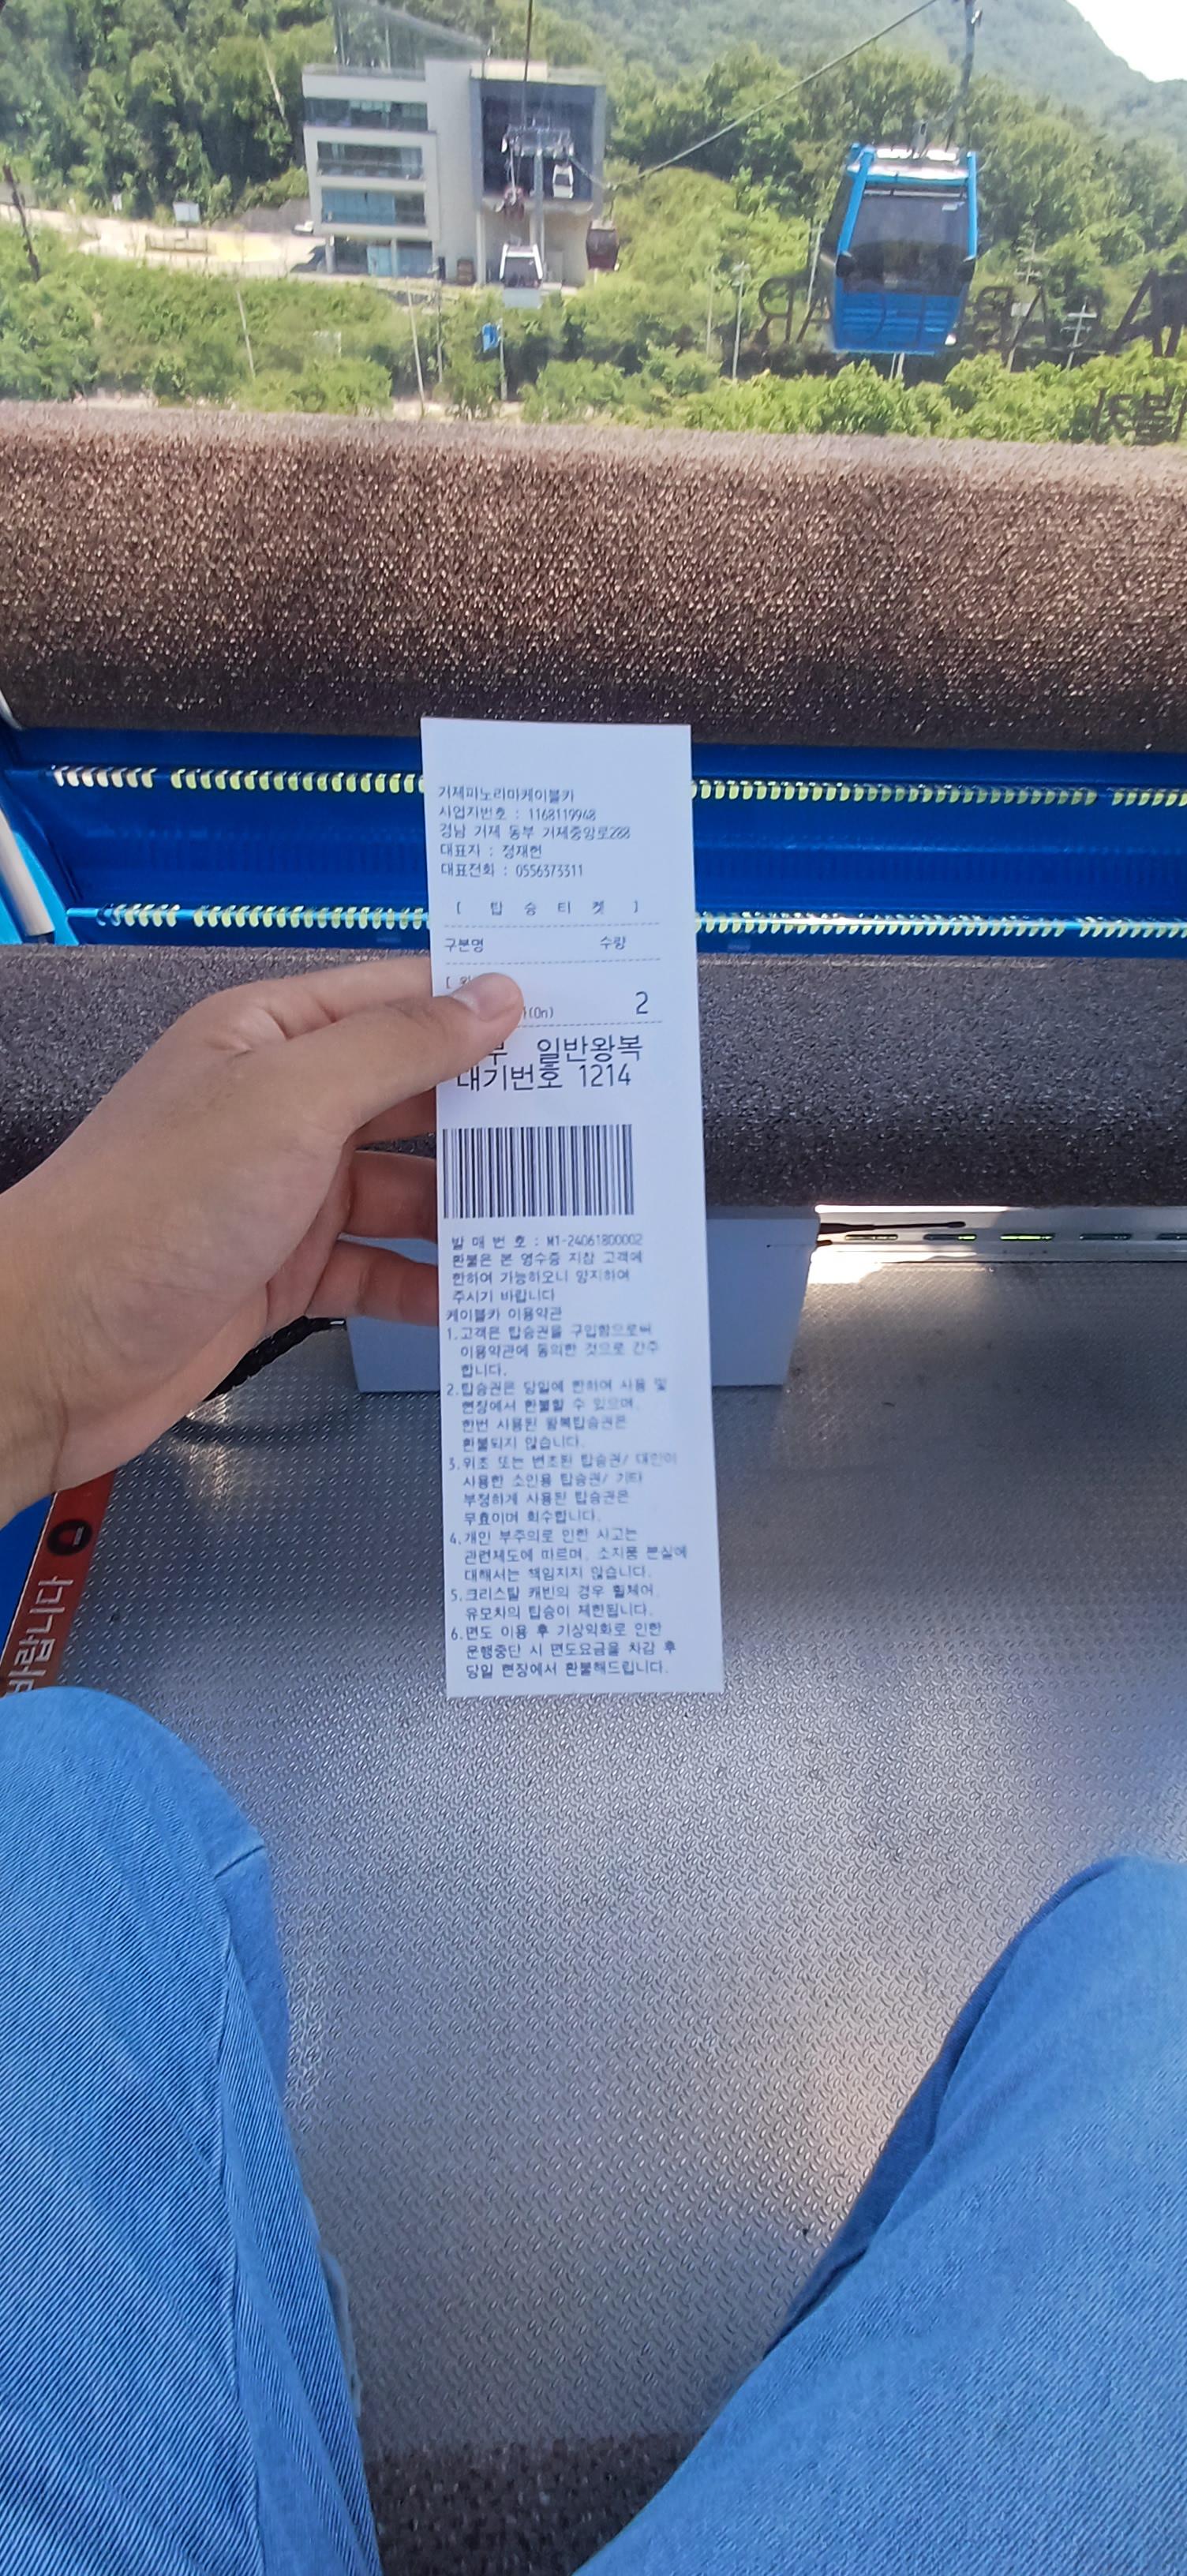 거제파노라마케이블카
사업자번호 : 1168119948
경남 거제 동부 거제중앙로288
대표자 : 정재헌
대표전화 : 0556373311
[ 탑 승 티 켓 ]
구분명 수량
[
(On) 2
부 일반왕복
대기번호 1214
발 매 번 호 : M1-24061800002
환불은 본 영수증 지참 고객에
한하여 가능하오니 양지하여
주시기 바랍니다
케이블카 이용약관
1.고객은 탑승권을 구입함으로써
이용약관에 동의한 것으로 간주
합니다.
2.탑승권은 당일에 한하여 사용 및
현장에서 환불할 수 있으며,
한번 사용된 왕복탑승권은
환불되지 않습니다.
3.위조 또는 변조된 탑승권/ 대인이
사용한 소인용 탑승권/ 기타
부정하게 사용된 탑승권은
무효이며 회수합니다.
4.개인 부주의로 인한 사고는
관련제도에 따르며, 소지품 분실에
대해서는 책임지지 않습니다.
5.크리스탈 캐빈의 경우 휠체어,
유모차의 탑승이 제한됩니다.
6.편도 이용 후 기상악화로 인한
운행중단 시 편도요금을 차감 후
당일 현장에서 환불해드립니다.
바랍니다